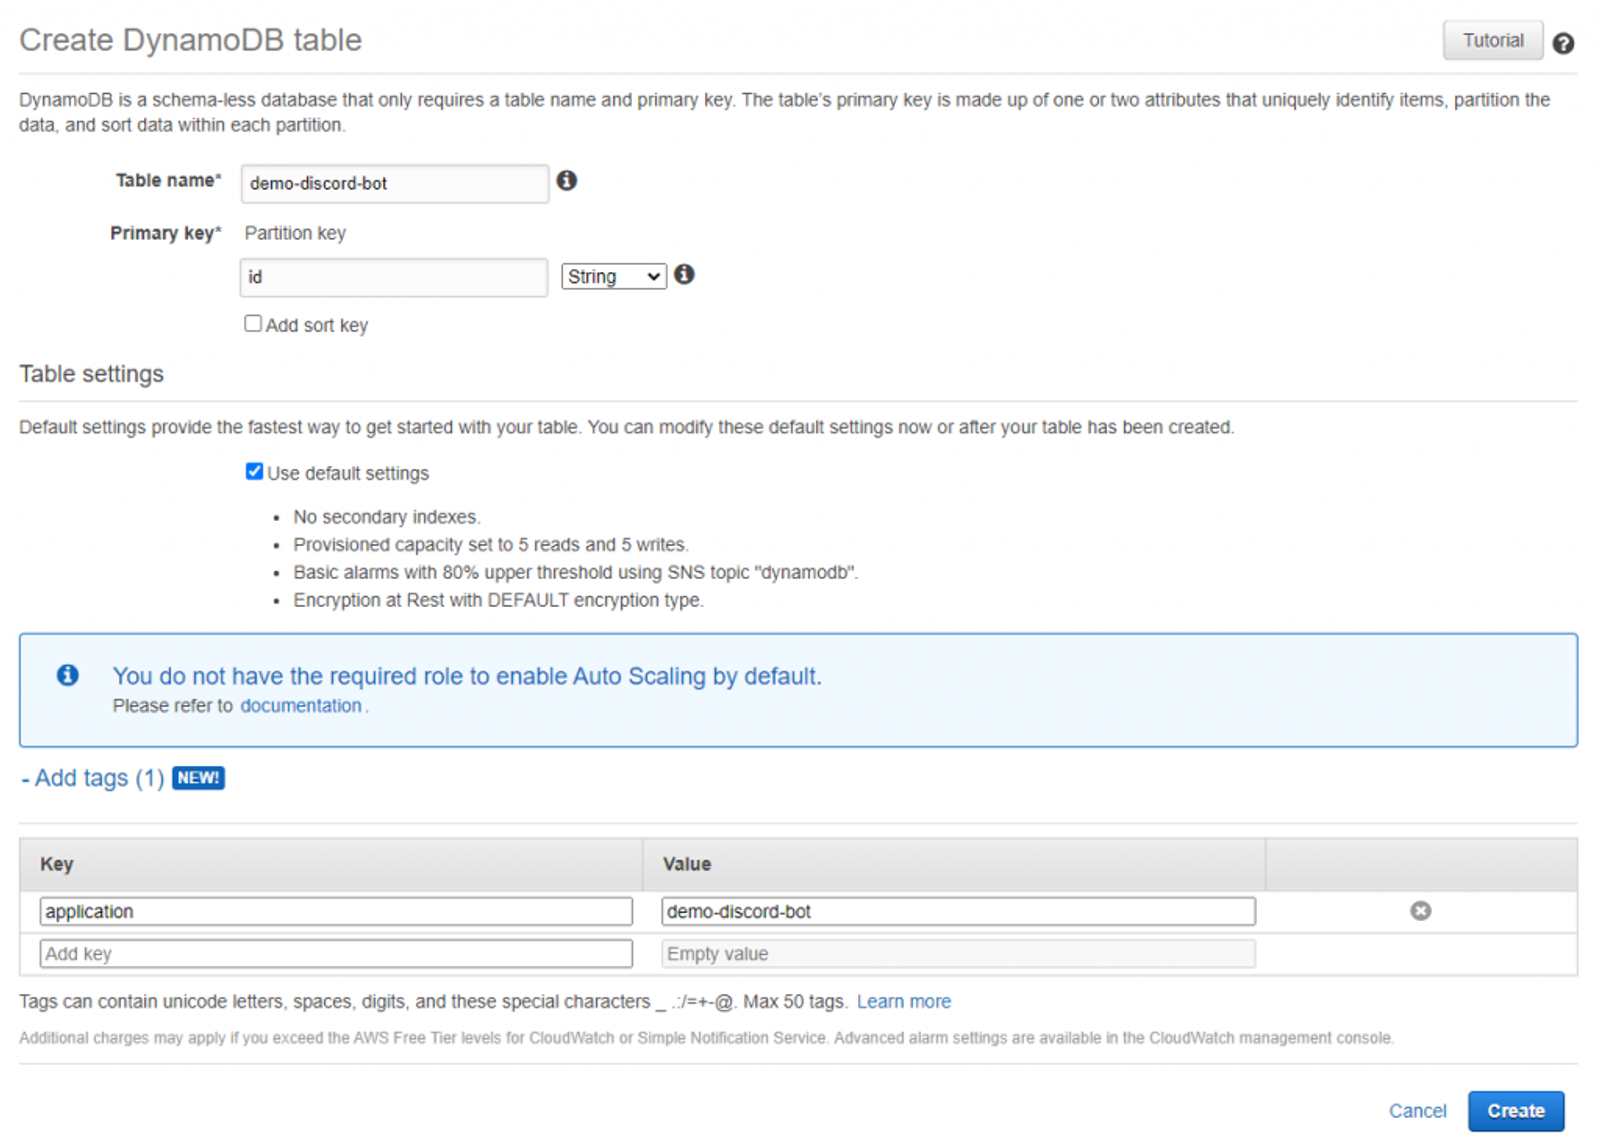 Create DynamoDB table
Tutorial
DynamoDB is a schema-less database that only requires a table name and primary key. The table's primary key is made up of one or two attributes that uniquely identify items, partition the
data, and sort data within each partition.
Table name* demo-discord-bot
Primary key* Partition key
id String
Add sort key
Table settings
Default settings provide the fastest way to get started with your table. You can modify these default settings now or after your table has been created.
Use default settings
• No secondary indexes.
• Provisioned capacity set to 5 reads and 5 writes.
• Basic alarms with 80% upper threshold using SNS topic "dynamodb".
• Encryption at Rest with DEFAULT encryption type.
You do not have the required role to enable Auto Scaling by default.
Please refer to documentation.
- Add tags (1) NEW!
Key Value
application demo-discord-bot
Add key Empty value
Tags can contain unicode letters, spaces, digits, and these special characters _ .:/=+-@. Max 50 tags. Learn more
Additional charges may apply if you exceed the AWS Free Tier levels for CloudWatch or Simple Notification Service. Advanced alarm settings are available in the CloudWatch management console.
Cancel Create